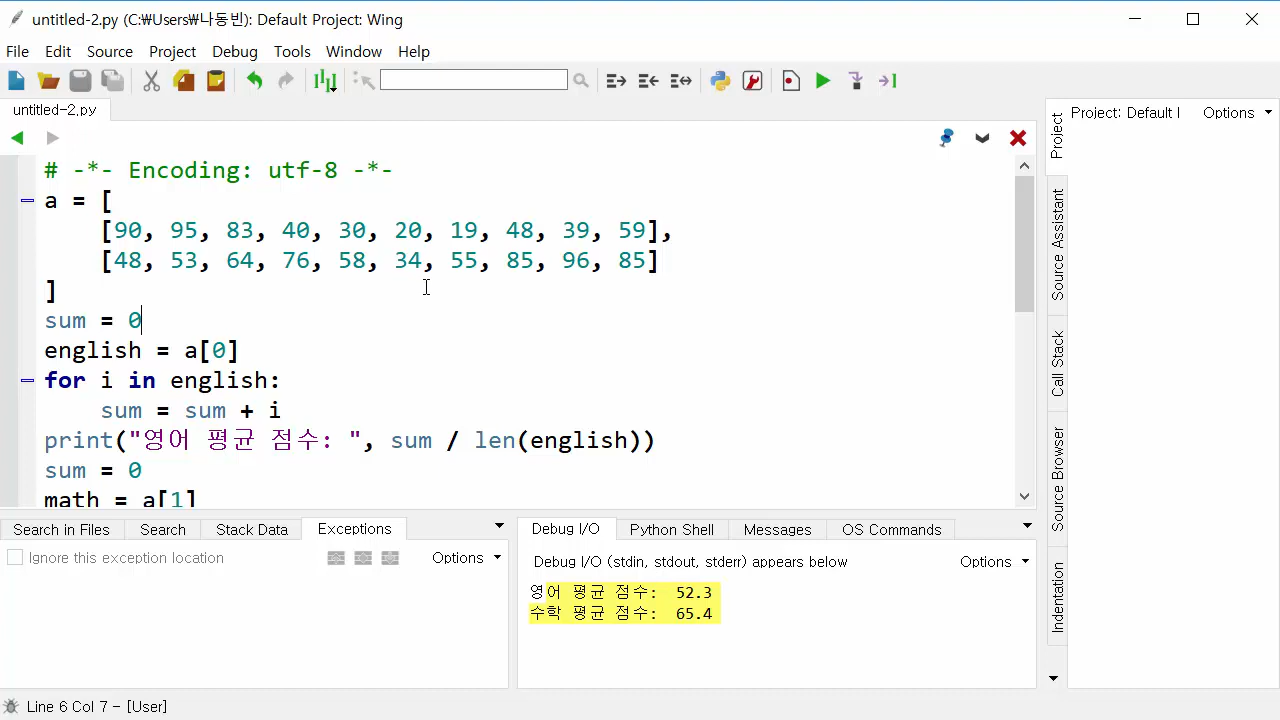 untitled-2.py (C:₩Users₩나동빈): Default Project: Wing
File Edit Source Project Debug Tools Window Help
untitled-2.py
Project: Default I Options
Project
Source Assistant
Call Stack
Source Browser
Indentation
# -*- Encoding: utf-8 -*-
a = [
[90, 95, 83, 40, 30, 20, 19, 48, 39, 59],
[48, 53, 64, 76, 58, 34, 55, 85, 96, 85]
]
sum = 0
english = a[0]
for i in english:
sum = sum + i
print("영어 평균 점수: ", sum / len(english))
sum = 0
math = a[1]
Search in Files Search Stack Data Exceptions
Ignore this exception location Options
Debug I/O Python Shell Messages OS Commands
Debug I/O (stdin, stdout, stderr) appears below Options
영어 평균 점수: 52.3
수학 평균 점수: 65.4
Line 6 Col 7 - [User]